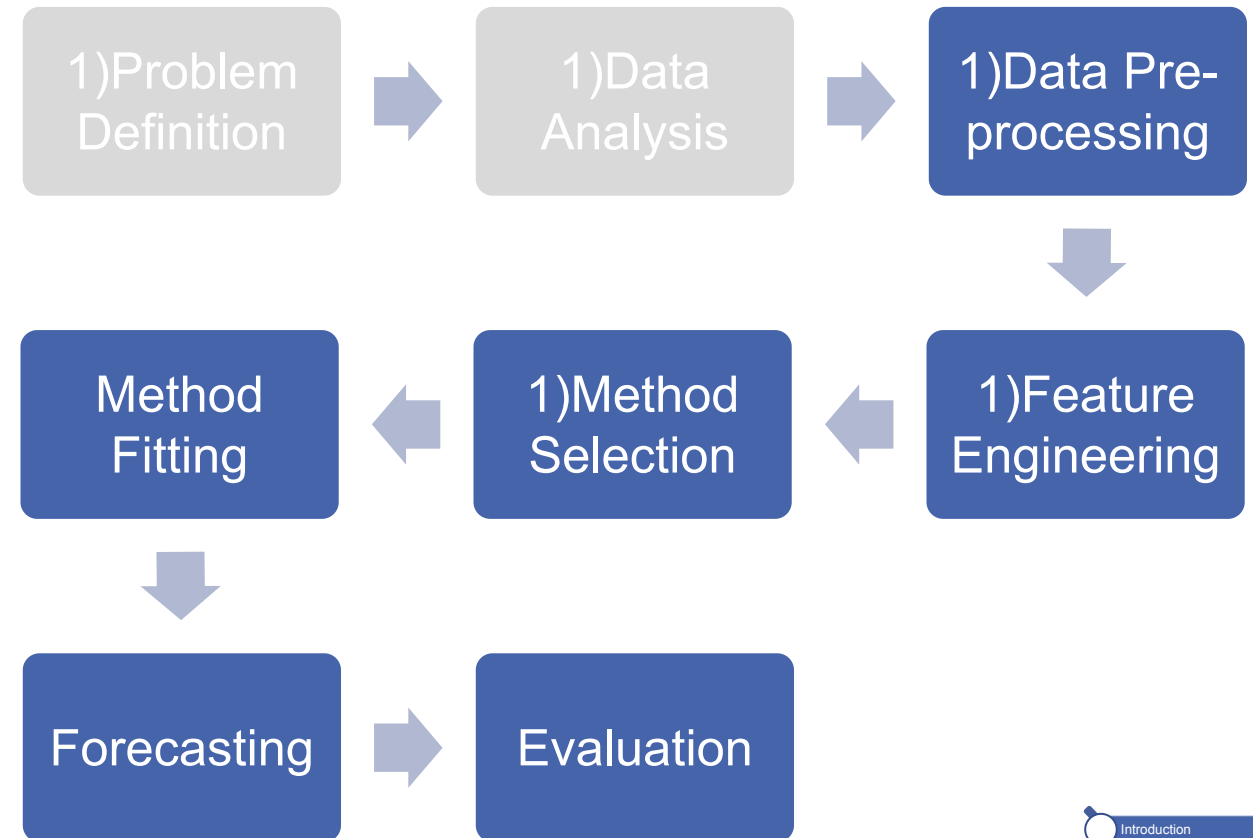 1)Problem
Definition
1)Data
Analysis
1)Data Pre-
processing
1)Feature
Engineering
1)Method
Selection
Method
Fitting
Forecasting
Evaluation
Introduction